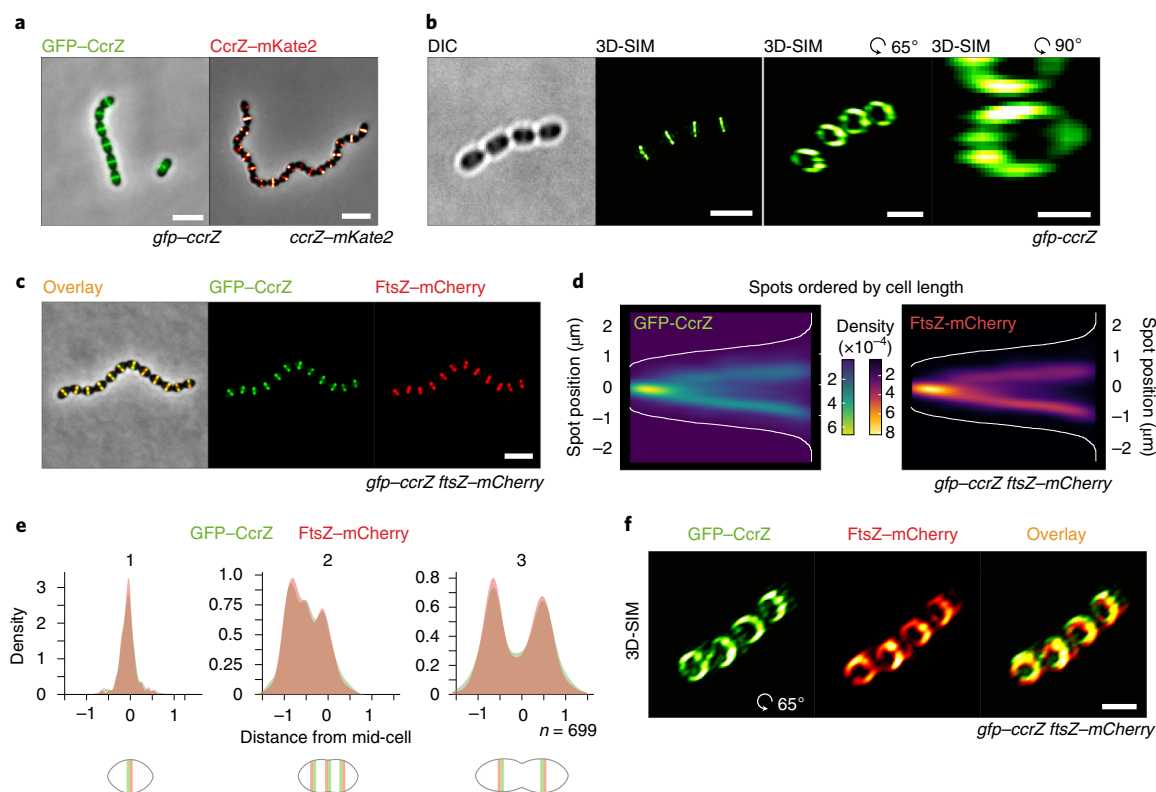 a
GFP–CcrZ
CcrZ–mKate2
gfp–ccrZ
ccrZ–mKate2
b
DIC
3D-SIM
3D-SIM
65°
3D-SIM
90°
gfp-ccrZ
c
Overlay
GFP–CcrZ
FtsZ–mCherry
gfp–ccrZ ftsZ–mCherry
d
Spots ordered by cell length
Spot position (μm)
2
1
0
–1
–2
GFP-CcrZ
Density
(×10⁻⁴)
2
4
6
2
4
6
8
FtsZ-mCherry
2
1
0
–1
–2
Spot position (μm)
gfp–ccrZ ftsZ–mCherry
e
GFP–CcrZ
FtsZ–mCherry
1
2
3
Density
3
2
1
0
–1
0
1
1.0
0.75
0.50
0.25
0
–1
0
1
0.8
0.6
0.4
0.2
0
–1
0
1
Distance from mid-cell
n = 699
f
GFP–CcrZ
FtsZ–mCherry
Overlay
3D-SIM
65°
gfp–ccrZ ftsZ–mCherry